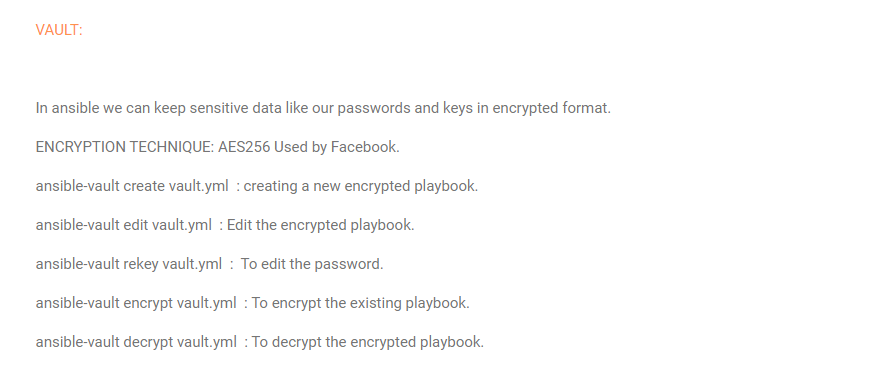 VAULT:
In ansible we can keep sensitive data like our passwords and keys in encrypted format.
ENCRYPTION TECHNIQUE: AES256 Used by Facebook.
ansible-vault create vault.yml  : creating a new encrypted playbook.
ansible-vault edit vault.yml  : Edit the encrypted playbook.
ansible-vault rekey vault.yml  :  To edit the password.
ansible-vault encrypt vault.yml  : To encrypt the existing playbook.
ansible-vault decrypt vault.yml  : To decrypt the encrypted playbook.